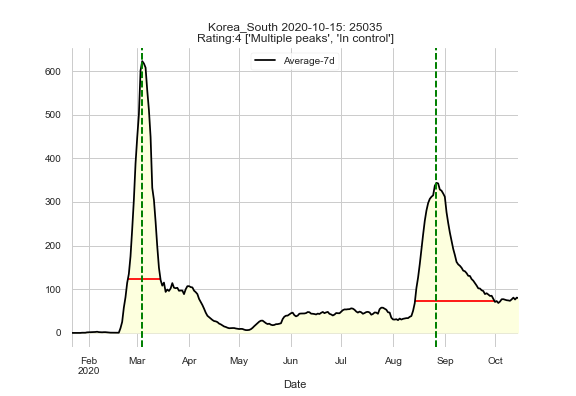 Korea_South 2020-10-15: 25035
Rating:4 ['Multiple peaks', 'In control']
Average-7d
600
500
400
300
200
100
0
Feb Mar Apr May Jun Jul Aug Sep Oct
2020
Date